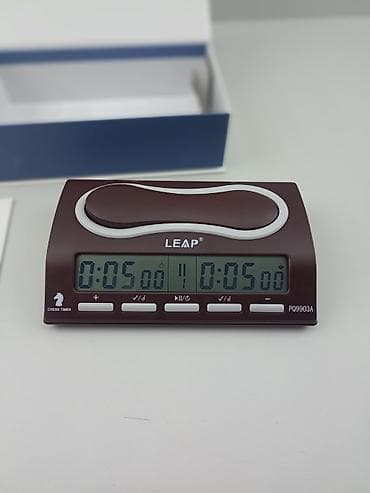 LEAP®
0:05 00 11 0:05 00
+ ✓/♪ ▶II/⏻ ✓/♪ −
CHESS TIMER PQ9903A